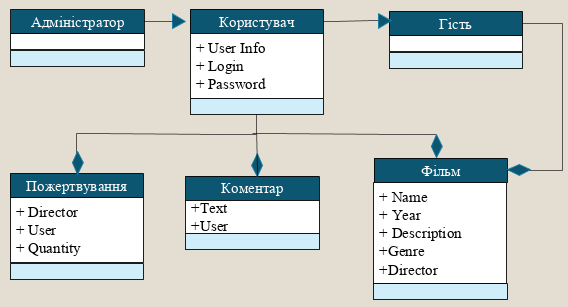 Адміністратор
Користувач
+ User Info
+ Login
+ Password
Гість
Пожертвування
+ Director
+ User
+ Quantity
Коментар
+Text
+User
Фільм
+ Name
+ Year
+ Description
+Genre
+Director